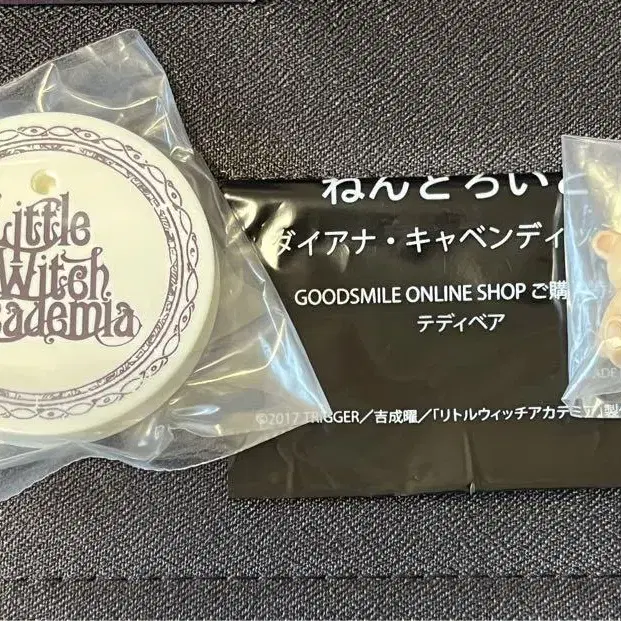 Little
Witch
cademia
ねんどろいど
ダイアナ・キャベンディッ
GOODSMILE ONLINE SHOP ご購
テディベア
©2017 TRIGGER／吉成曜／「リトルウィッチアカデミア」製